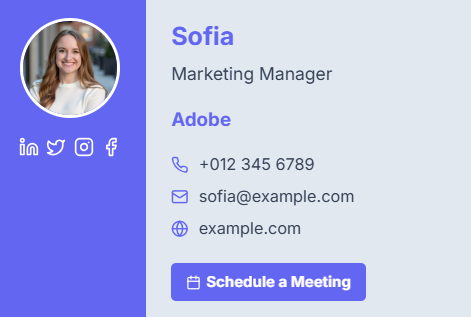 Sofia
Marketing Manager
Adobe
+012 345 6789
sofia@example.com
example.com
Schedule a Meeting